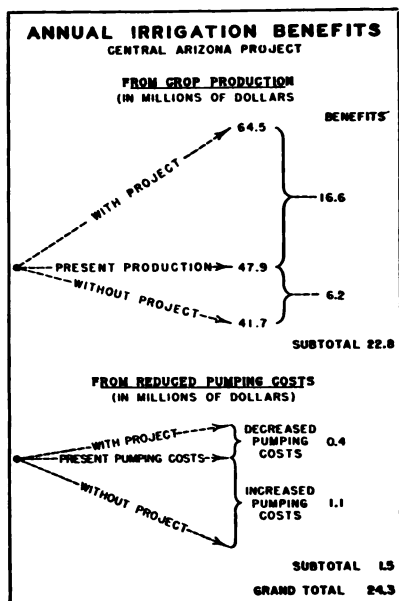 ANNUAL IRRIGATION BENEFITS
CENTRAL ARIZONA PROJECT
FROM CROP PRODUCTION
(IN MILLIONS OF DOLLARS
BENEFITS
64.5
WITH PROJECT
16.6
PRESENT PRODUCTION
47.9
WITHOUT PROJECT
6.2
41.7
SUBTOTAL 22.8
FROM REDUCED PUMPING COSTS
(IN MILLIONS OF DOLLARS)
WITH PROJECT
DECREASED
PUMPING
COSTS
0.4
PRESENT PUMPING COSTS
WITHOUT PROJECT
INCREASED
PUMPING
COSTS
1.1
SUBTOTAL 1.5
GRAND TOTAL 24.3